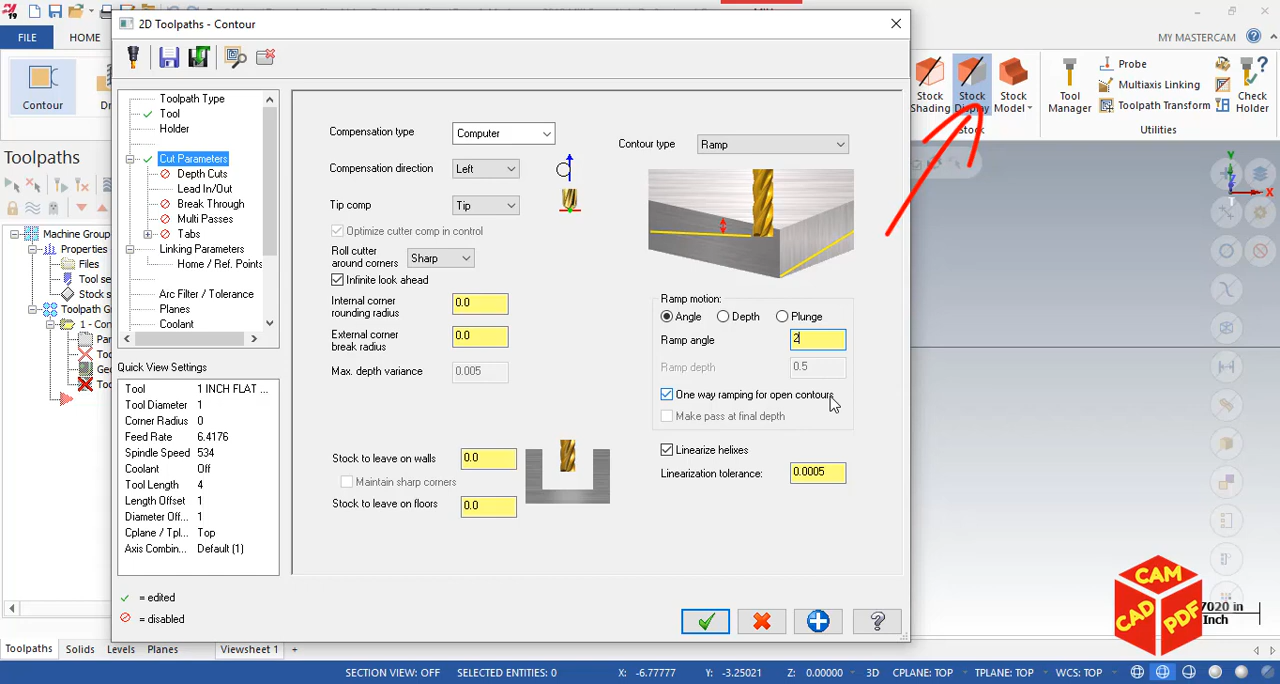 19
2D Toolpaths - Contour
FILE
HOME
MY MASTERCAM
Contour
Stock
Shading
Stock
Display
Stock
Model
Tool
Manager
Probe
Multiaxis Linking
Toolpath Transform
Check
Holder
Stock
Utilities
Toolpaths
Machine Group
Properties
Files
Tool se
Stock s
Toolpath G
1 - Con
Par
Toc
Gec
Toc
Toolpath Type
Tool
Holder
Cut Parameters
Depth Cuts
Lead In/Out
Break Through
Multi Passes
Tabs
Linking Parameters
Home / Ref. Points
Arc Filter / Tolerance
Planes
Coolant
Quick View Settings
Tool 1 INCH FLAT ...
Tool Diameter 1
Corner Radius 0
Feed Rate 6.4176
Spindle Speed 534
Coolant Off
Tool Length 4
Length Offset 1
Diameter Off... 1
Cplane / Tpl... Top
Axis Combin... Default (1)
= edited
= disabled
Compensation type Computer
Compensation direction Left
Tip comp Tip
Optimize cutter comp in control
Roll cutter
around corners Sharp
Infinite look ahead
Internal corner
rounding radius 0.0
External corner
break radius 0.0
Max. depth variance 0.005
Stock to leave on walls 0.0
Maintain sharp corners
Stock to leave on floors 0.0
Contour type Ramp
Ramp motion:
Angle Depth Plunge
Ramp angle 2
Ramp depth 0.5
One way ramping for open contours
Make pass at final depth
Linearize helixes
Linearization tolerance: 0.0005
Y
Z
X
CAM
CAD
PDF
7020 in
Inch
Toolpaths Solids Levels Planes Viewsheet 1 +
SECTION VIEW: OFF SELECTED ENTITIES: 0 X: -6.77777 Y: -3.25021 Z: 0.00000 3D CPLANE: TOP TPLANE: TOP WCS: TOP